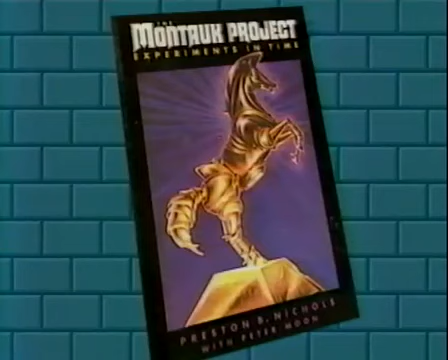 THE
MONTAUK PROJECT
EXPERIMENTS IN TIME
PRESTON B. NICHOLS
WITH PETER MOON